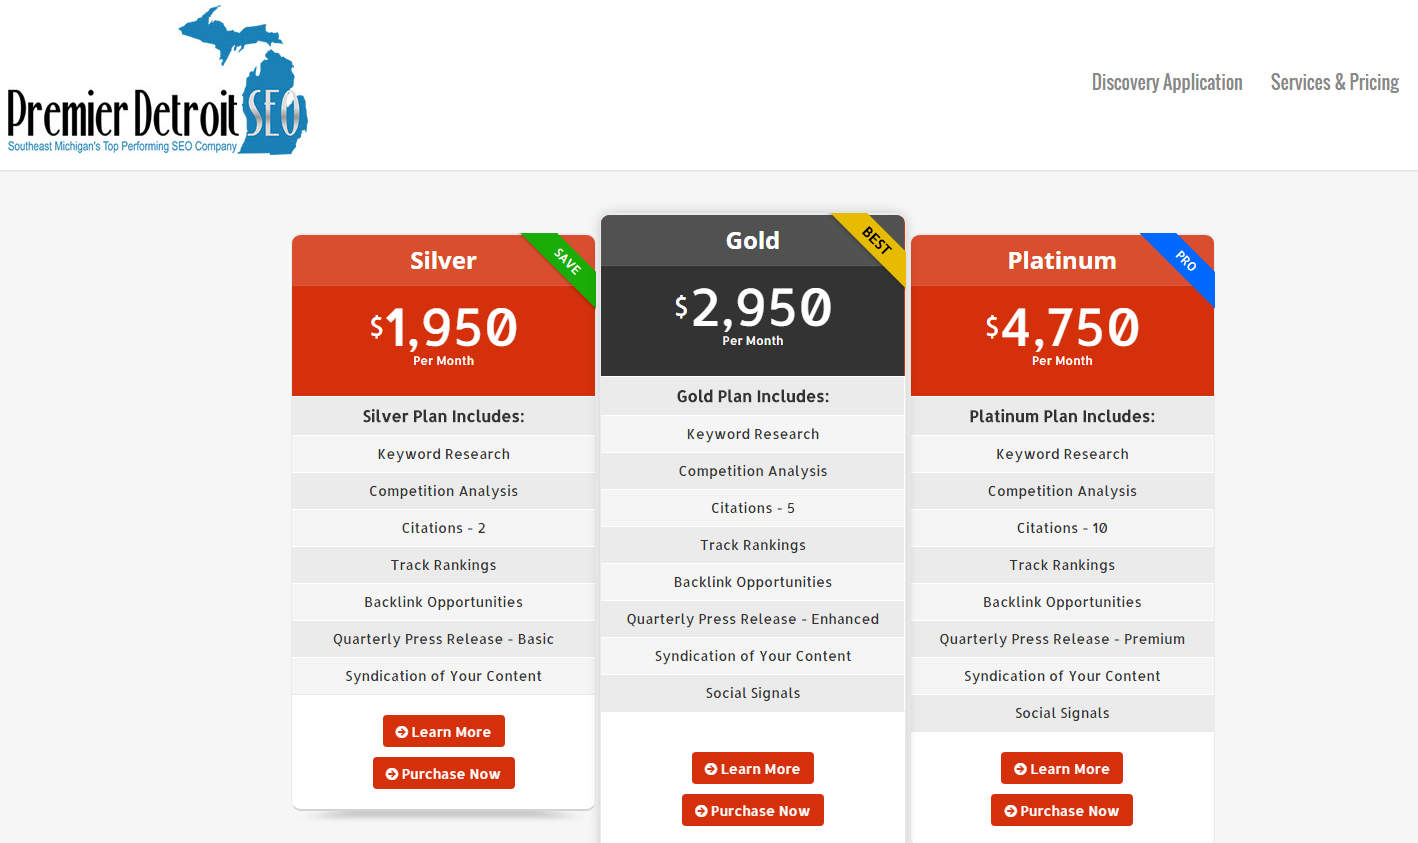 Premier Detroit SEO
Southeast Michigan's Top Performing SEO Company
Discovery Application
Services & Pricing
Silver
SAVE
$1,950
Per Month
Silver Plan Includes:
Keyword Research
Competition Analysis
Citations - 2
Track Rankings
Backlink Opportunities
Quarterly Press Release - Basic
Syndication of Your Content
Learn More
Purchase Now
Gold
BEST
$2,950
Per Month
Gold Plan Includes:
Keyword Research
Competition Analysis
Citations - 5
Track Rankings
Backlink Opportunities
Quarterly Press Release - Enhanced
Syndication of Your Content
Social Signals
Learn More
Purchase Now
Platinum
PRO
$4,750
Per Month
Platinum Plan Includes:
Keyword Research
Competition Analysis
Citations - 10
Track Rankings
Backlink Opportunities
Quarterly Press Release - Premium
Syndication of Your Content
Social Signals
Learn More
Purchase Now